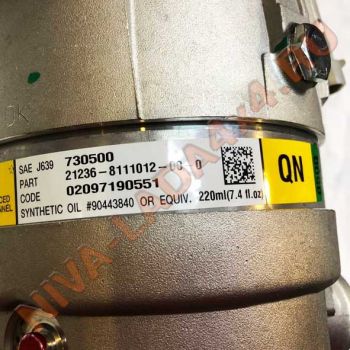 SAE J639 730500
PART 21236-8111012-00-0
CODE 02097190551
SYNTHETIC OIL #90443840 OR EQUIV. 220ml(7.4 fl.oz)
QN
NIVA-LADA4X4.RU